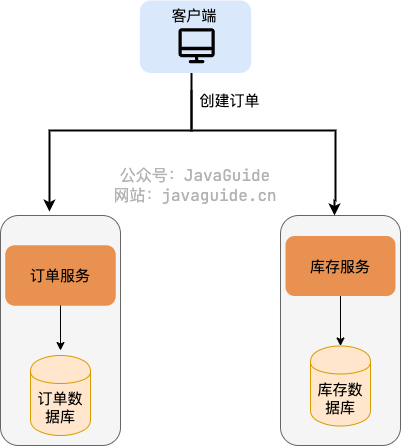 客户端
创建订单
公众号：JavaGuide
网站：javaguide.cn
订单服务
库存服务
订单数
据库
库存数
据库